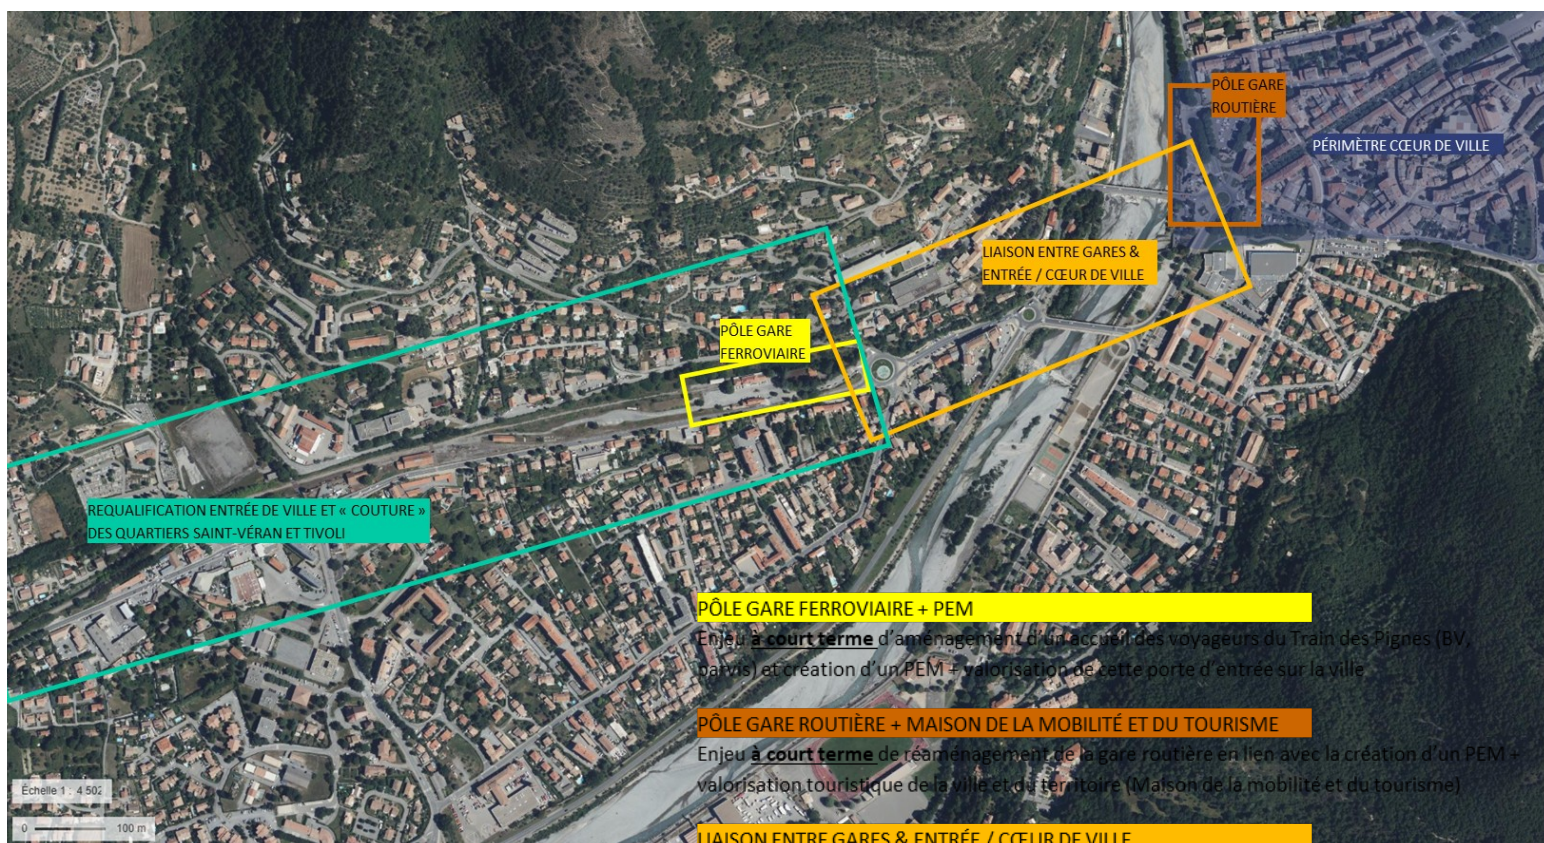 PÔLE GARE
ROUTIÈRE
PÉRIMÈTRE CŒUR DE VILLE
LIAISON ENTRE GARES &
ENTRÉE / CŒUR DE VILLE
PÔLE GARE
FERROVIAIRE
REQUALIFICATION ENTRÉE DE VILLE ET « COUTURE »
DES QUARTIERS SAINT-VÉRAN ET TIVOLI
PÔLE GARE FERROVIAIRE + PEM
Enjeu à court terme d'aménagement d'un accueil des voyageurs du Train des Pignes (BV,
parvis) et création d'un PEM + valorisation de cette porte d'entrée sur la ville
PÔLE GARE ROUTIÈRE + MAISON DE LA MOBILITÉ ET DU TOURISME
Enjeu à court terme de réaménagement de la gare routière en lien avec la création d'un PEM +
valorisation touristique de la ville et du territoire (Maison de la mobilité et du tourisme)
LIAISON ENTRE GARES & ENTRÉE / CŒUR DE VILLE
Échelle 1 : 4 502
0 100 m